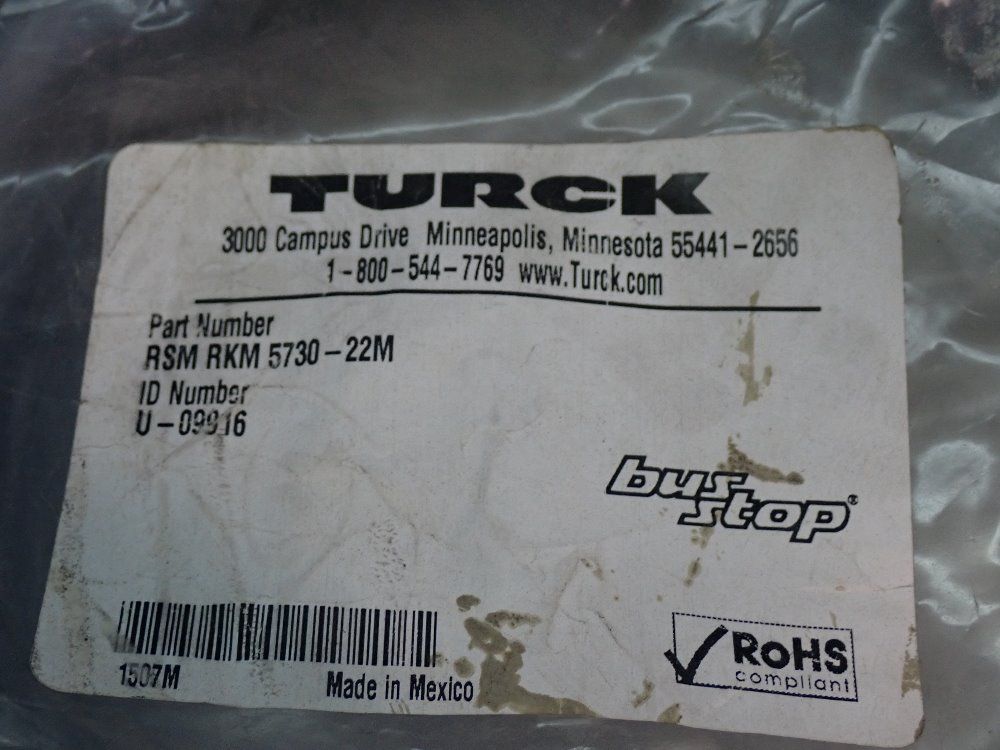 TURCK
3000 Campus Drive Minneapolis, Minnesota 55441-2656
1-800-544-7769 www.Turck.com
Part Number
RSM RKM 5730-22M
ID Number
bus stop®
1507M
Made in Mexico
RoHS
compliant